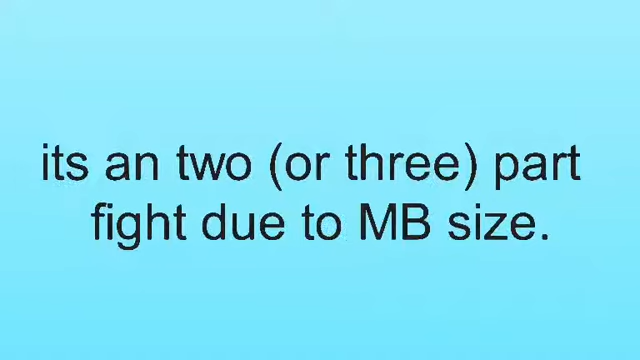 its an two (or three) part
fight due to MB size.